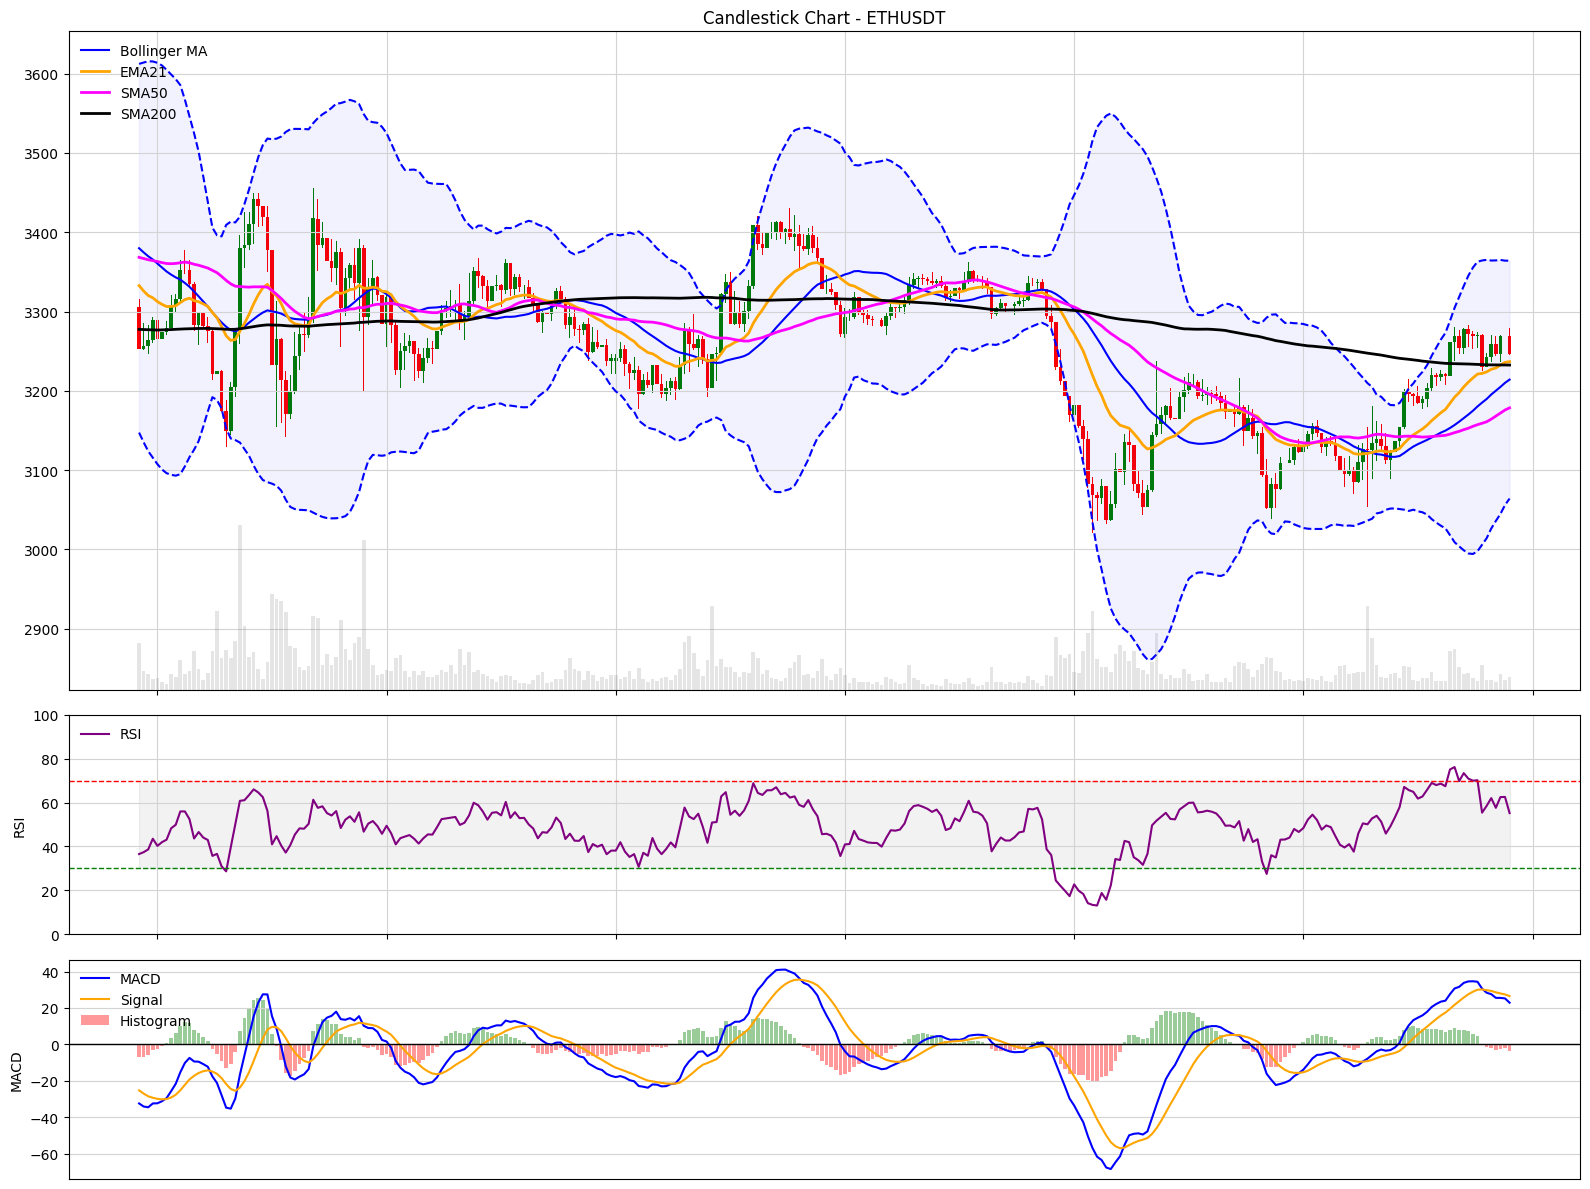 Candlestick Chart - ETHUSDT
Bollinger MA
EMA21
SMA50
SMA200
3600
3500
3400
3300
3200
3100
3000
2900
RSI
100
80
60
40
20
0
RSI
MACD
Signal
Histogram
40
20
0
−20
−40
−60
MACD